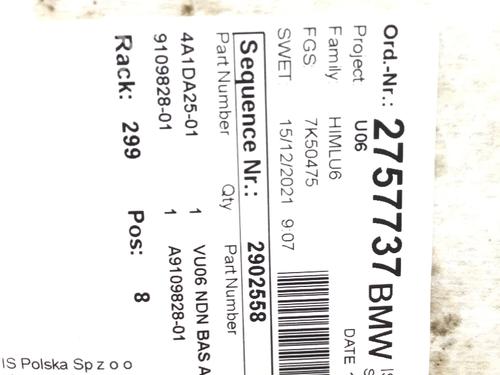 Ord.-Nr.: 2757737 BMW
Project U06
Family HIMLU6 DATE
FGS: 7K50475
SWET 15/12/2021 9:07
Sequence Nr.: 2902558
Part Number Qty Part Number
4A1DA25-01 1 VU06 NDN BAS A
9109828-01 1 A9109828-01
Rack: 299 Pos: 8
IS Polska Sp z o o